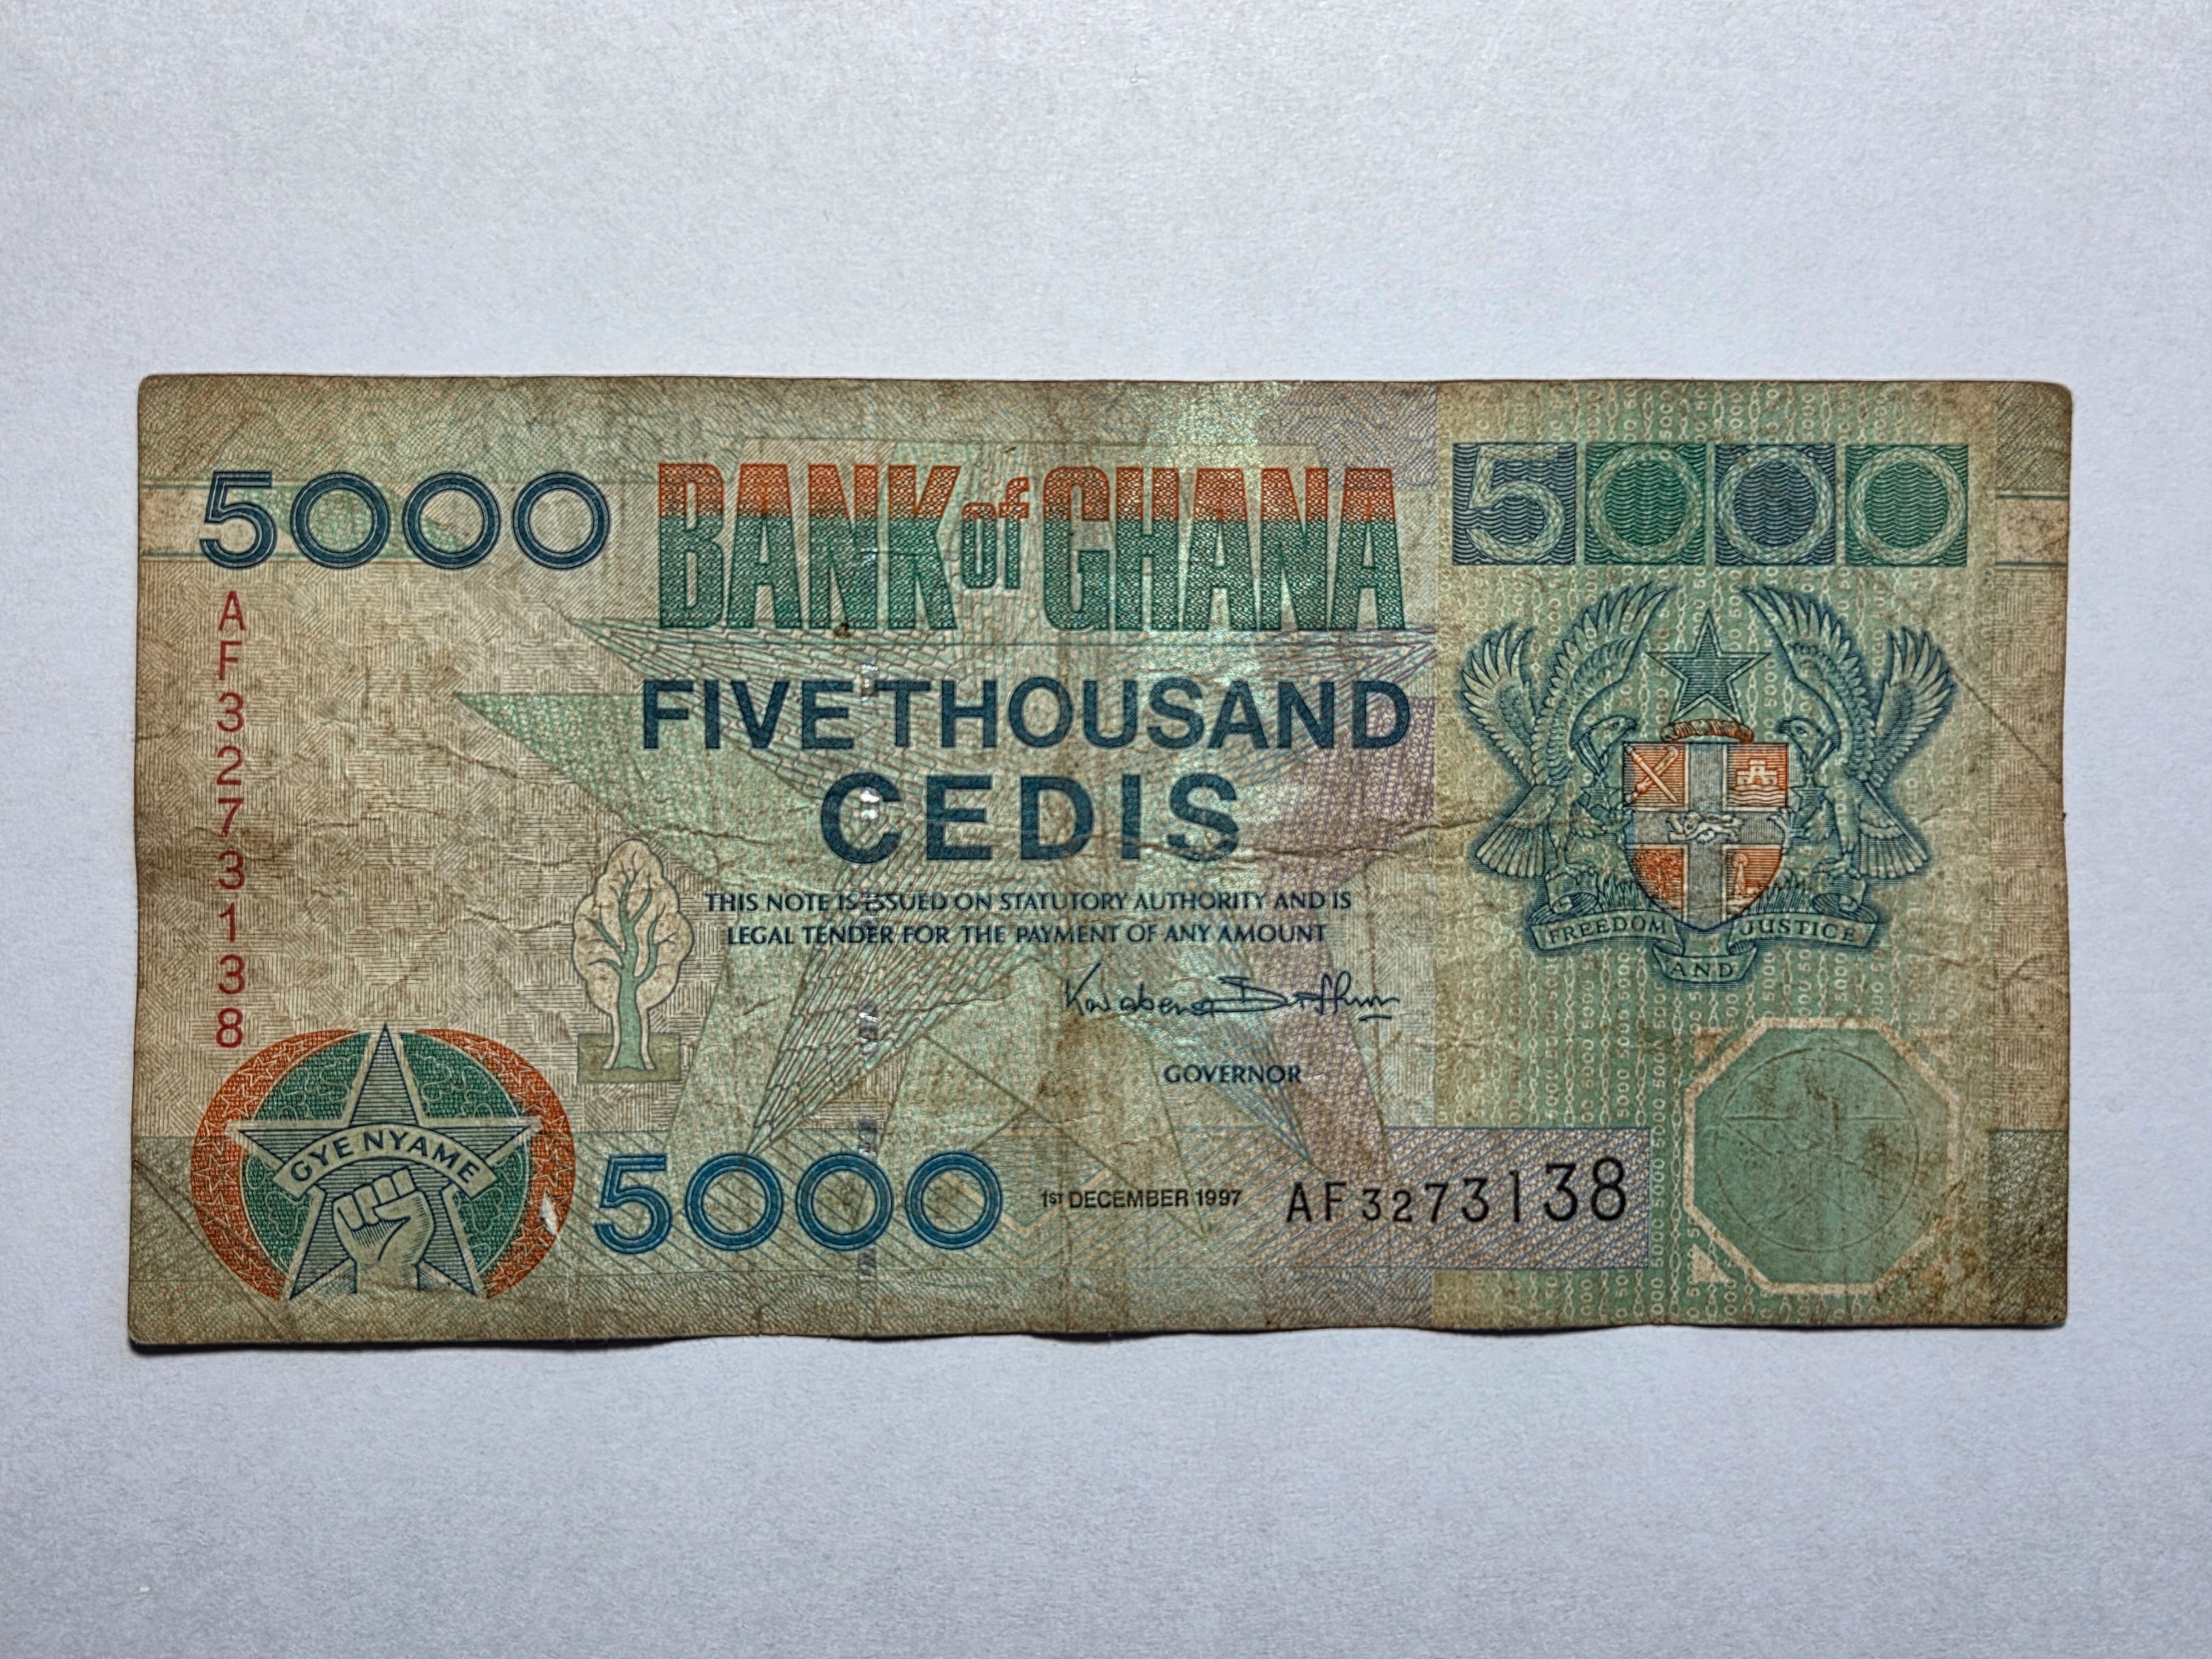 5000
BANK of GHANA
5000
AF3273138
FIVE THOUSAND
CEDIS
THIS NOTE IS ISSUED ON STATUTORY AUTHORITY AND IS
LEGAL TENDER FOR THE PAYMENT OF ANY AMOUNT
FREEDOM AND JUSTICE
GOVERNOR
GYE NYAME
5000
1ST DECEMBER 1997
AF3273138